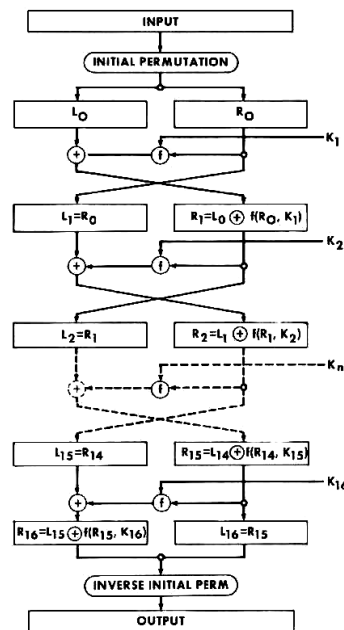 INPUT
INITIAL PERMUTATION
L0 R0
K1
+ f
L1=R0 R1=L0 ⊕ f(R0, K1)
K2
+ f
L2=R1 R2=L1 ⊕ f(R1, K2)
Kn
+ f
L15=R14 R15=L14⊕f(R14, K15)
K16
+ f
R16=L15⊕f(R15, K16) L16=R15
INVERSE INITIAL PERM
OUTPUT